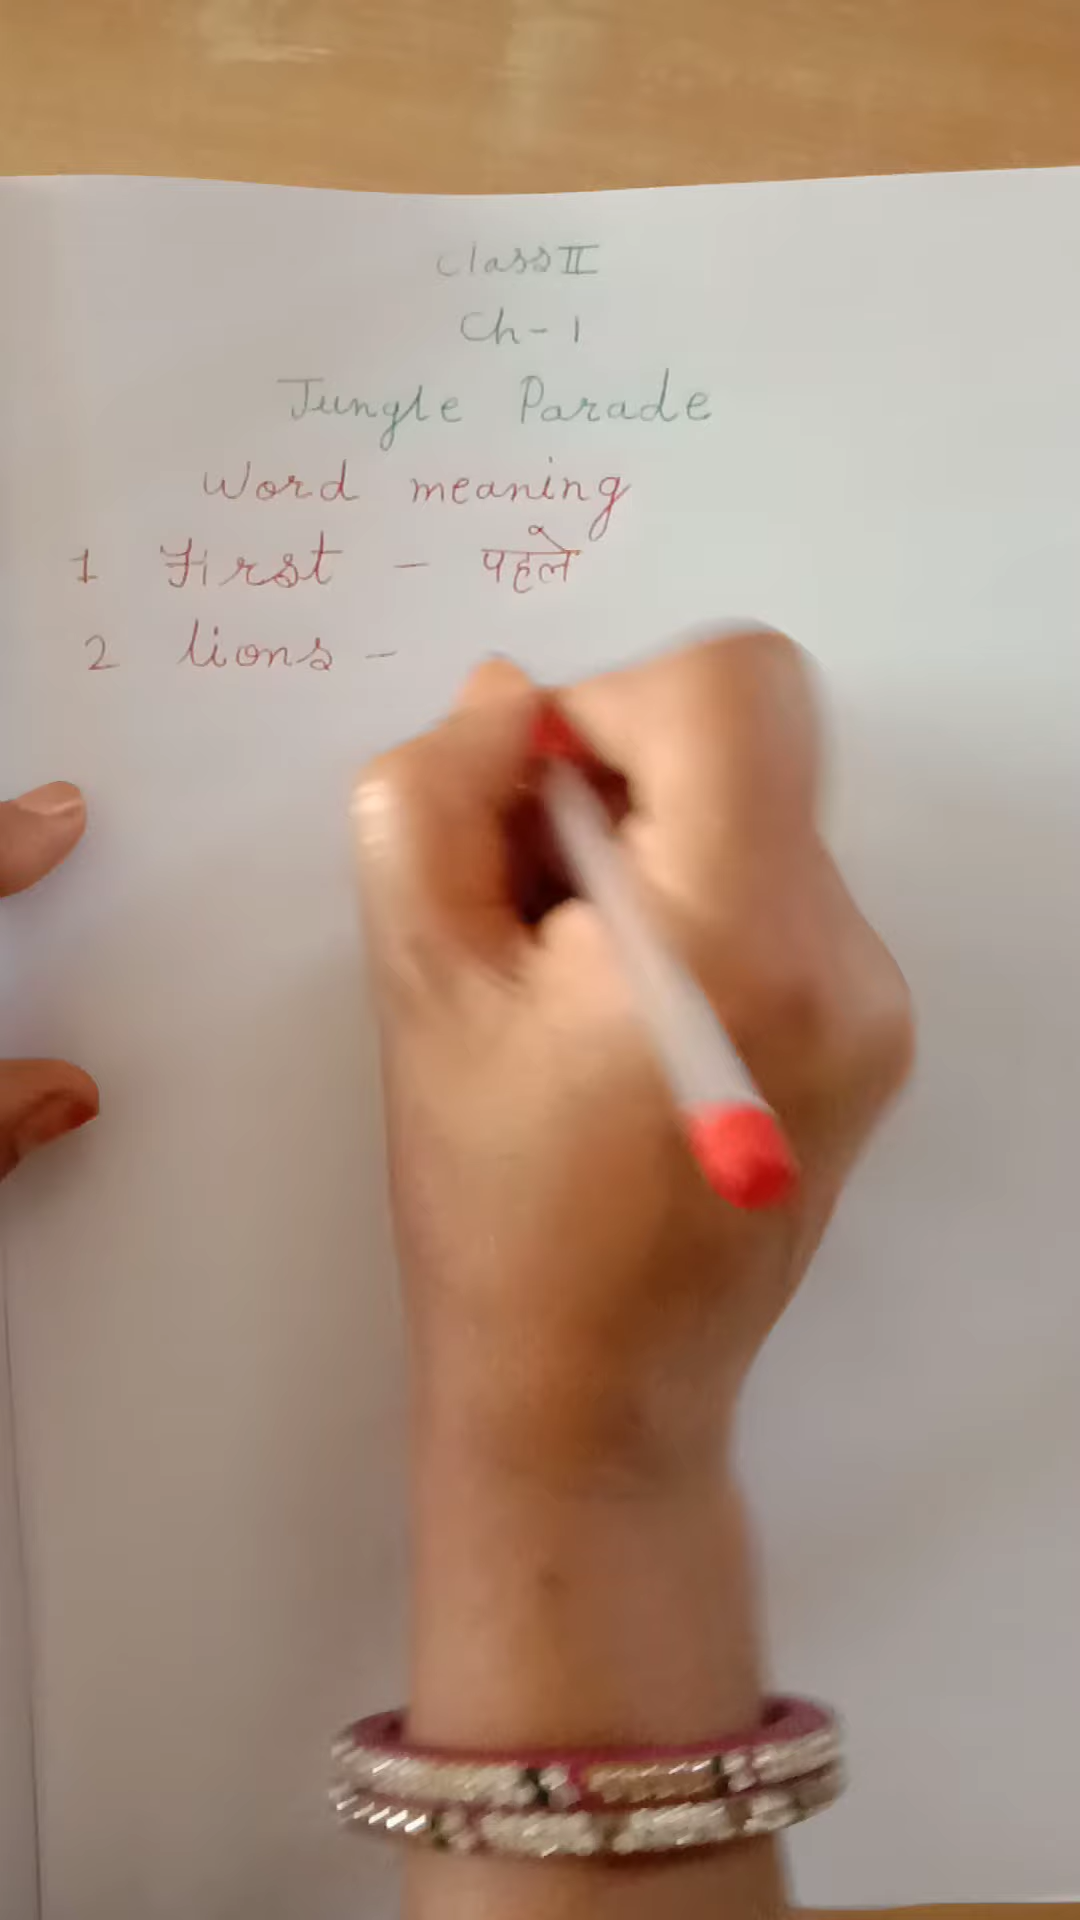 Class II
Ch-1
Jungle Parade
Word meaning
1 First - पहले
2 lions -